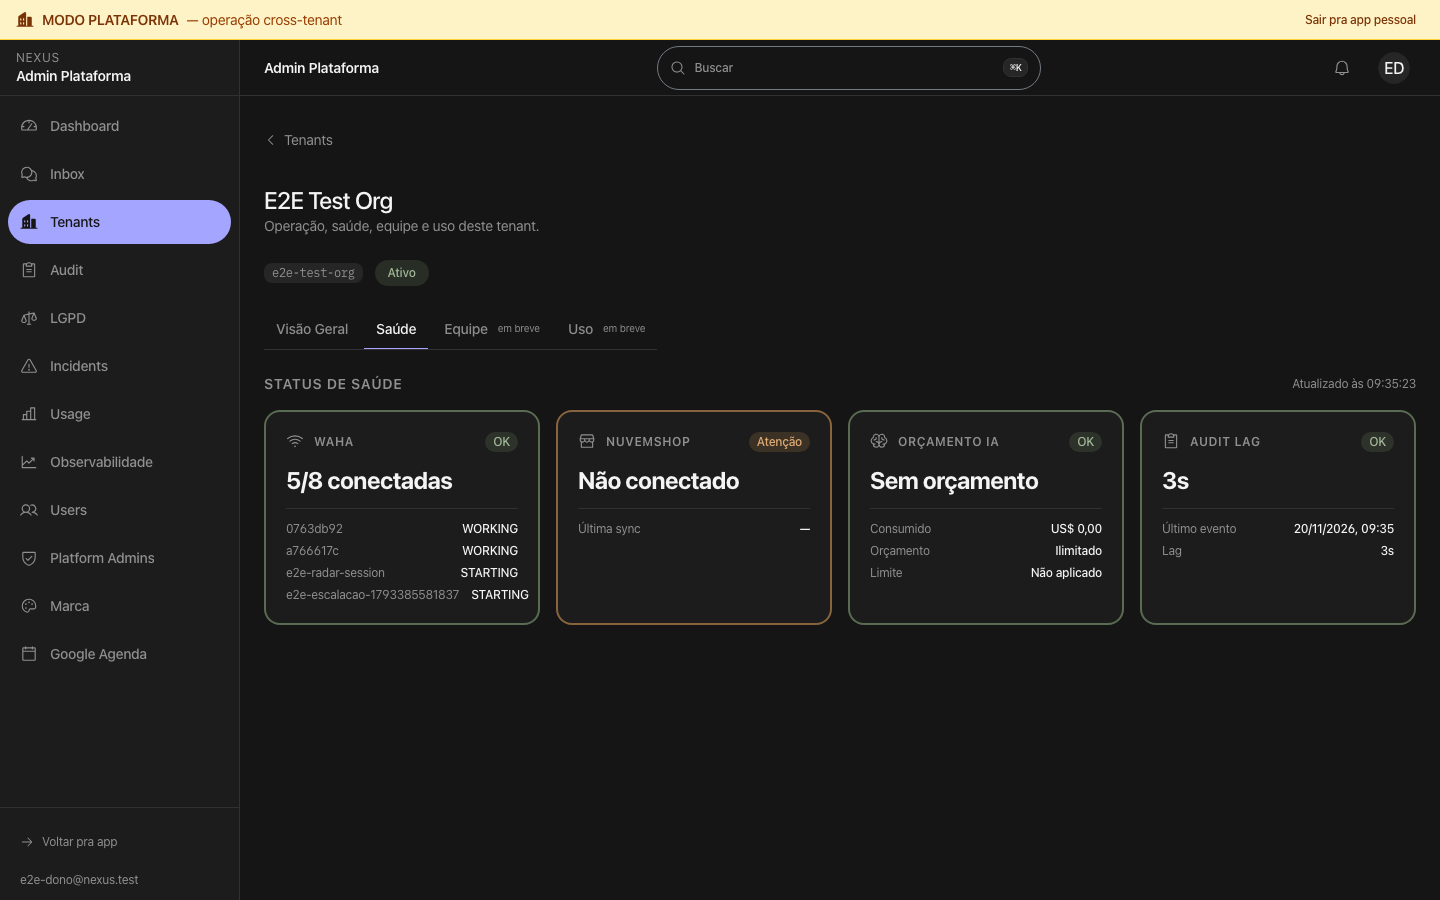 MODO PLATAFORMA — operação cross-tenant
Sair pra app pessoal
NEXUS
Admin Plataforma
Admin Plataforma
Buscar
⌘K
ED
Dashboard
Inbox
Tenants
Audit
LGPD
Incidents
Usage
Observabilidade
Users
Platform Admins
Marca
Google Agenda
Voltar pra app
e2e-dono@nexus.test
Tenants
E2E Test Org
Operação, saúde, equipe e uso deste tenant.
e2e-test-org Ativo
Visão Geral Saúde Equipe em breve Uso em breve
STATUS DE SAÚDE
Atualizado às 09:35:23
WAHA OK
5/8 conectadas
0763db92 WORKING
a766617c WORKING
e2e-radar-session STARTING
e2e-escalacao-1793385581837 STARTING
NUVEMSHOP Atenção
Não conectado
Última sync —
ORÇAMENTO IA OK
Sem orçamento
Consumido US$ 0,00
Orçamento Ilimitado
Limite Não aplicado
AUDIT LAG OK
3s
Último evento 20/11/2026, 09:35
Lag 3s